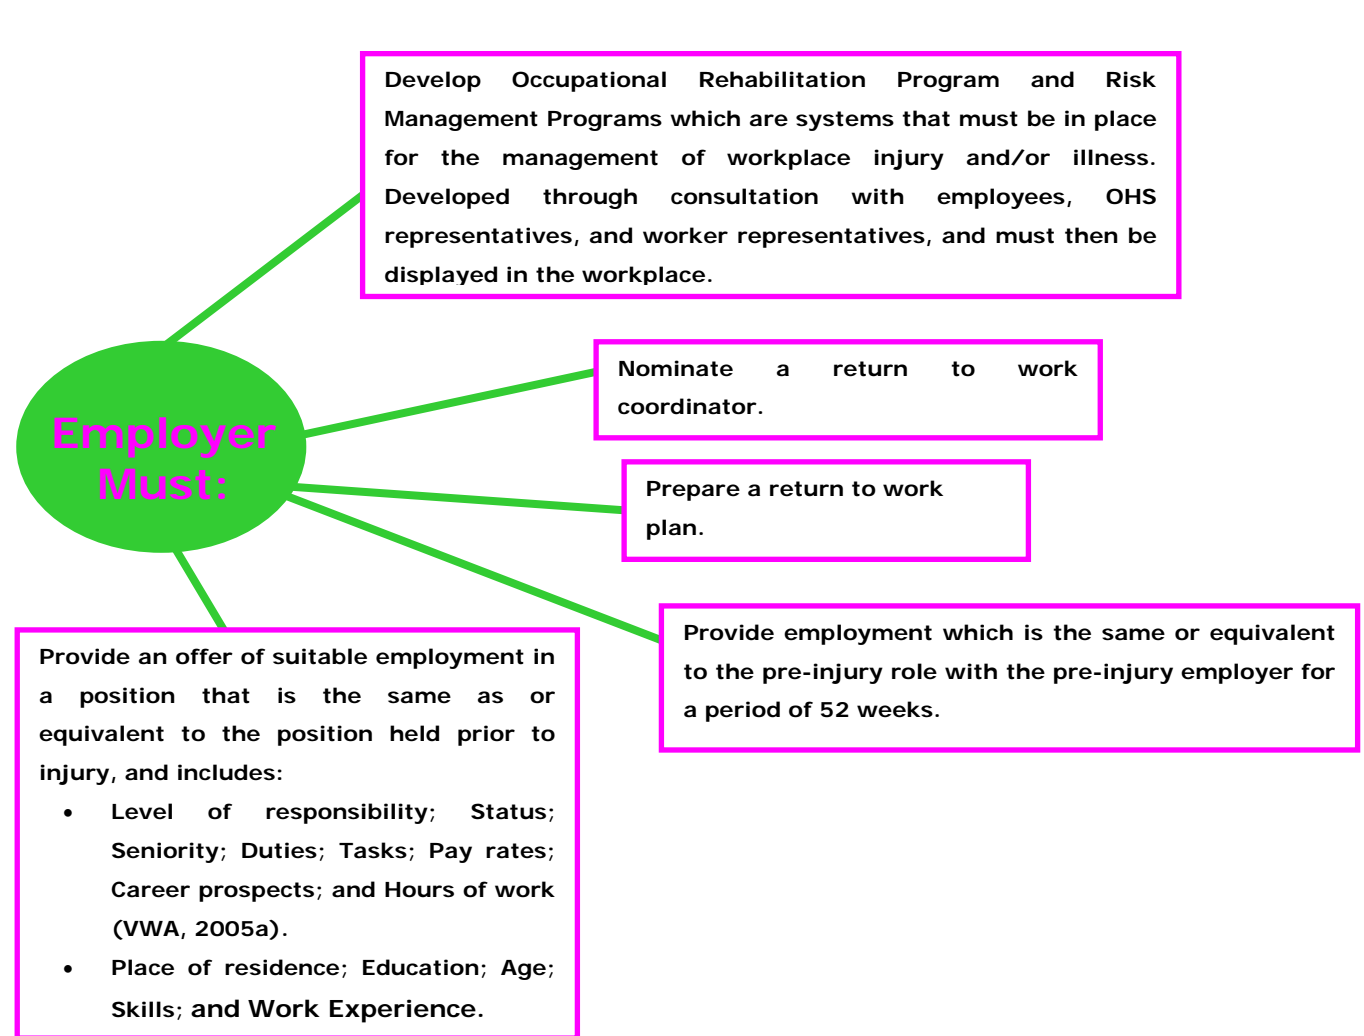 Develop Occupational Rehabilitation Program and Risk
Management Programs which are systems that must be in place
for the management of workplace injury and/or illness.
Developed through consultation with employees, OHS
representatives, and worker representatives, and must then be
displayed in the workplace.
Nominate a return to work
coordinator.
Employer
Must:
Prepare a return to work
plan.
Provide employment which is the same or equivalent
to the pre-injury role with the pre-injury employer for
a period of 52 weeks.
Provide an offer of suitable employment in
a position that is the same as or
equivalent to the position held prior to
injury, and includes:
• Level of responsibility; Status;
Seniority; Duties; Tasks; Pay rates;
Career prospects; and Hours of work
(VWA, 2005a).
• Place of residence; Education; Age;
Skills; and Work Experience.